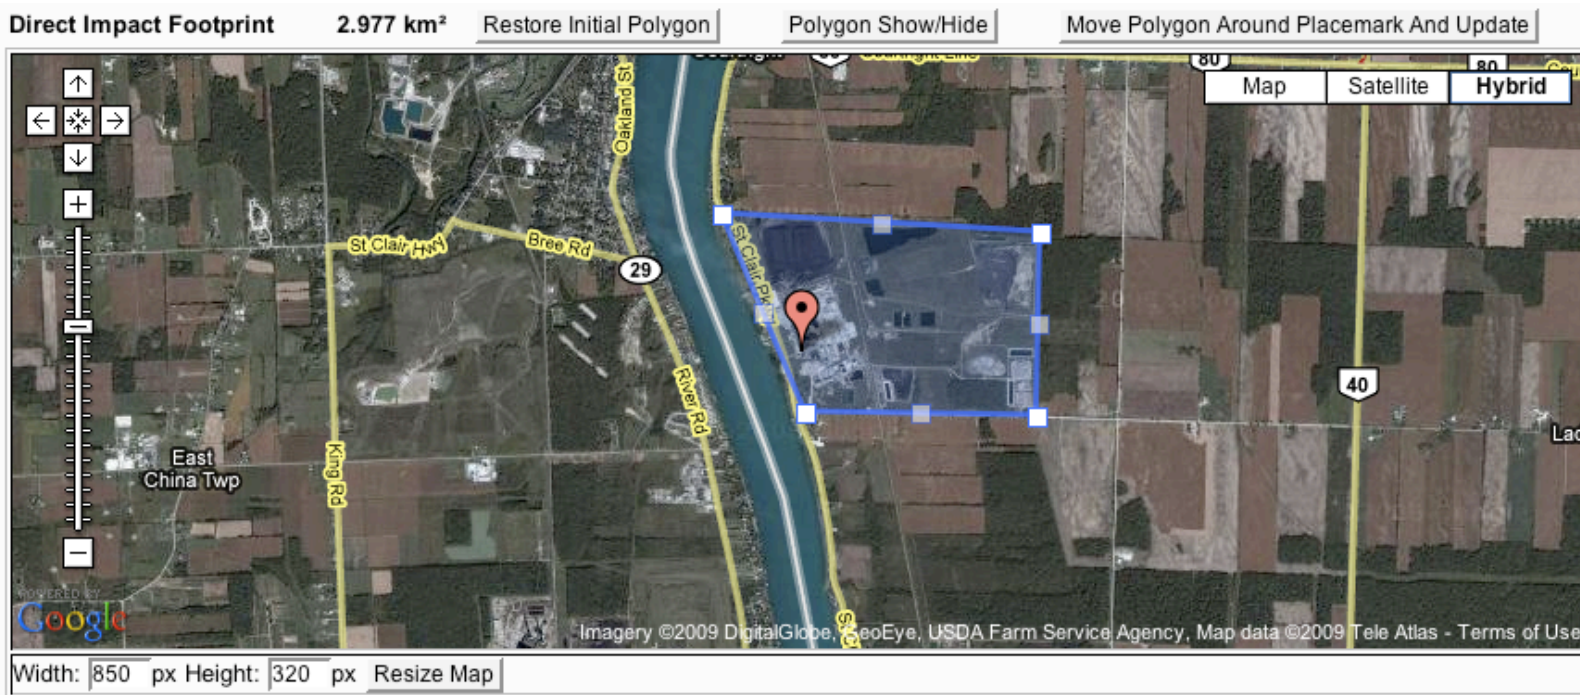 Direct Impact Footprint 2.977 km² Restore Initial Polygon Polygon Show/Hide Move Polygon Around Placemark And Update
80
80
Map Satellite Hybrid
Oakland St
St Clair Hwy
Bree Rd
29
St Clair Pkwy
River Rd
40
King Rd
East
China Twp
POWERED BY
Google
Imagery ©2009 DigitalGlobe, GeoEye, USDA Farm Service Agency, Map data ©2009 Tele Atlas - Terms of Use
Width: 850 px Height: 320 px Resize Map